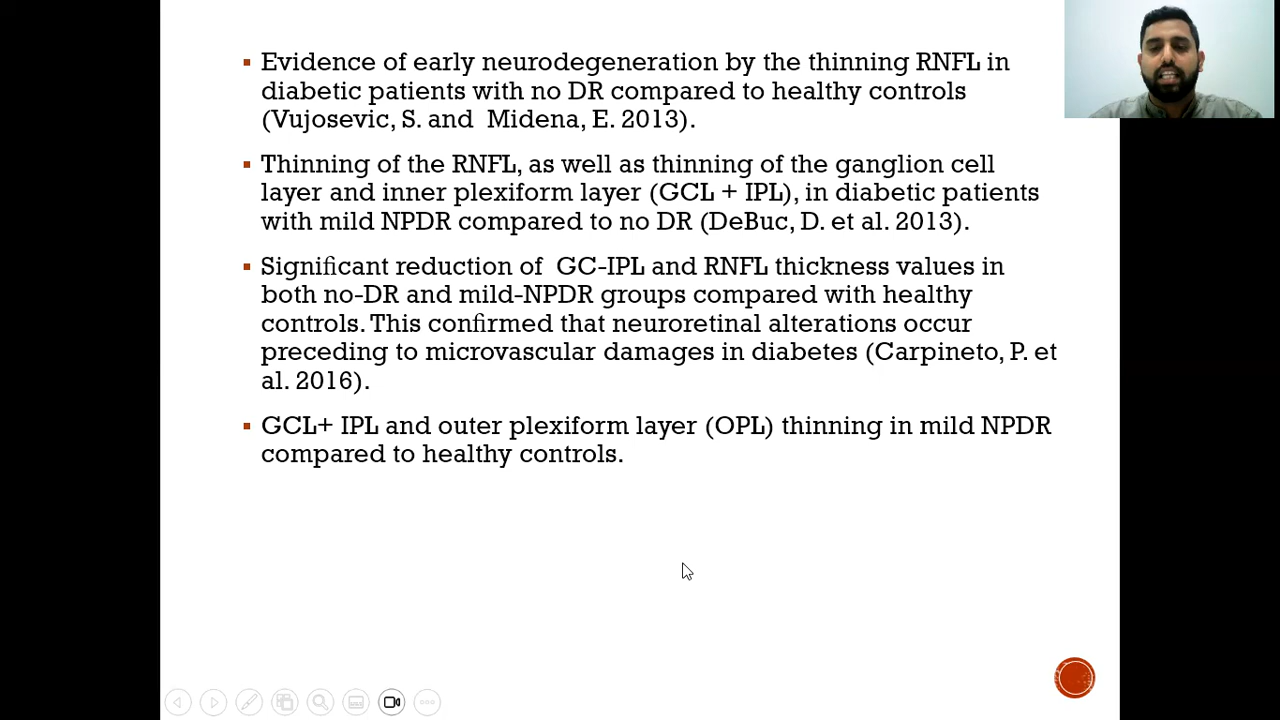 Evidence of early neurodegeneration by the thinning RNFL in
diabetic patients with no DR compared to healthy controls
(Vujosevic, S. and Midena, E. 2013).
Thinning of the RNFL, as well as thinning of the ganglion cell
layer and inner plexiform layer (GCL + IPL), in diabetic patients
with mild NPDR compared to no DR (DeBuc, D. et al. 2013).
Significant reduction of GC-IPL and RNFL thickness values in
both no-DR and mild-NPDR groups compared with healthy
controls. This confirmed that neuroretinal alterations occur
preceding to microvascular damages in diabetes (Carpineto, P. et
al. 2016).
GCL+ IPL and outer plexiform layer (OPL) thinning in mild NPDR
compared to healthy controls.